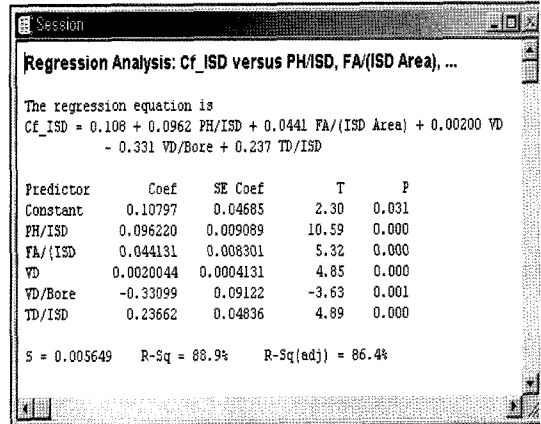 Session
Regression Analysis: Cf_ISD versus PH/ISD, FA/(ISD Area), ...
The regression equation is
Cf_ISD = 0.108 + 0.0962 PH/ISD + 0.0441 FA/(ISD Area) + 0.00200 VD
- 0.331 VD/Bore + 0.237 TD/ISD
Predictor Coef SE Coef T P
Constant 0.10797 0.04685 2.30 0.031
PH/ISD 0.096220 0.009089 10.59 0.000
FA/(ISD 0.044131 0.008301 5.32 0.000
VD 0.0020044 0.0004131 4.85 0.000
VD/Bore -0.33099 0.09122 -3.63 0.001
TD/ISD 0.23662 0.04836 4.89 0.000
S = 0.005649 R-Sq = 88.9% R-Sq(adj) = 86.4%